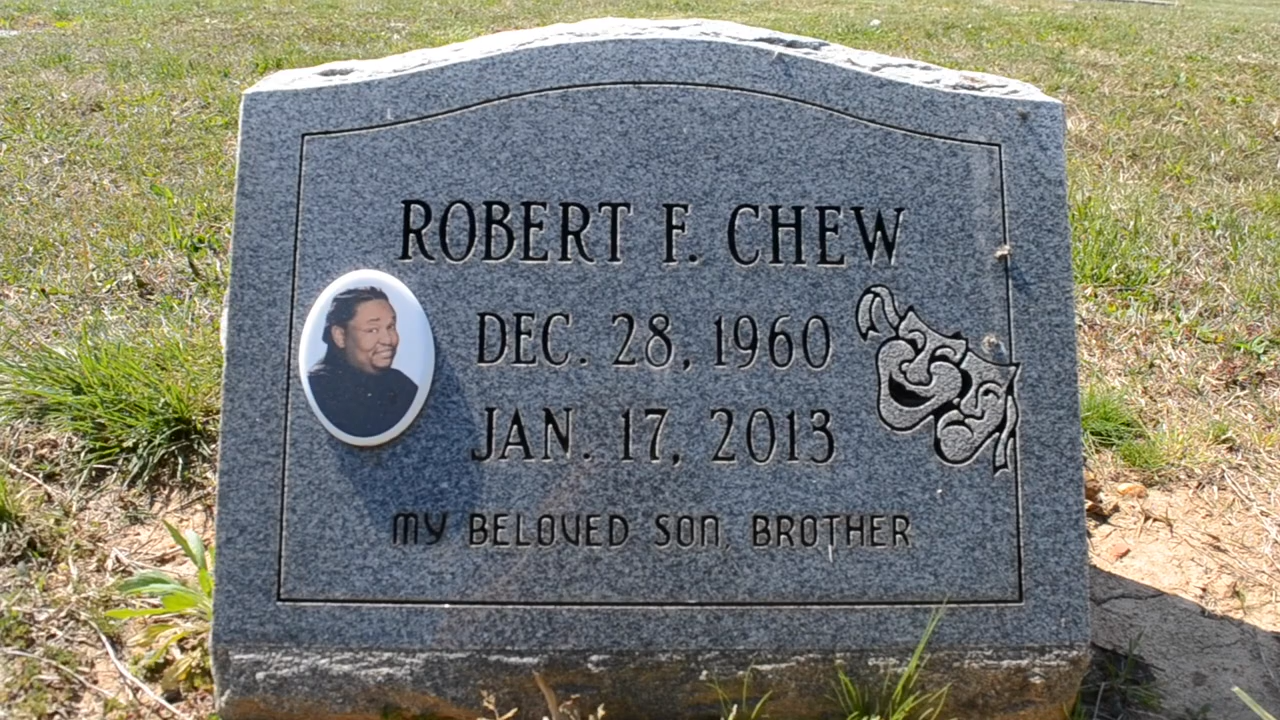 ROBERT F. CHEW
DEC. 28, 1960
JAN. 17, 2013
MY BELOVED SON, BROTHER